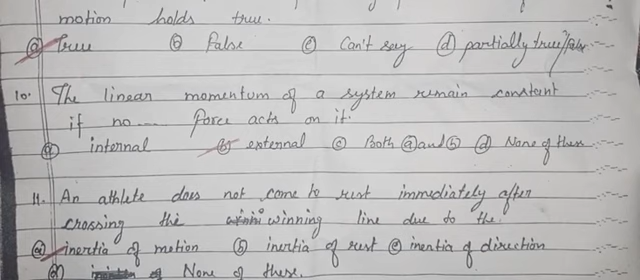 motion holds true.
(a) True (b) False (c) Can't say (d) partially true/false
10. The linear momentum of a system remain constant
if no .... force acts on it.
(a) internal (b) external (c) Both (a) and (b) (d) None of these
11. An athlete does not come to rest immediately after
crossing the winning line due to the.
(a) inertia of motion (b) inertia of rest (c) inertia of direction
(d) None of these.